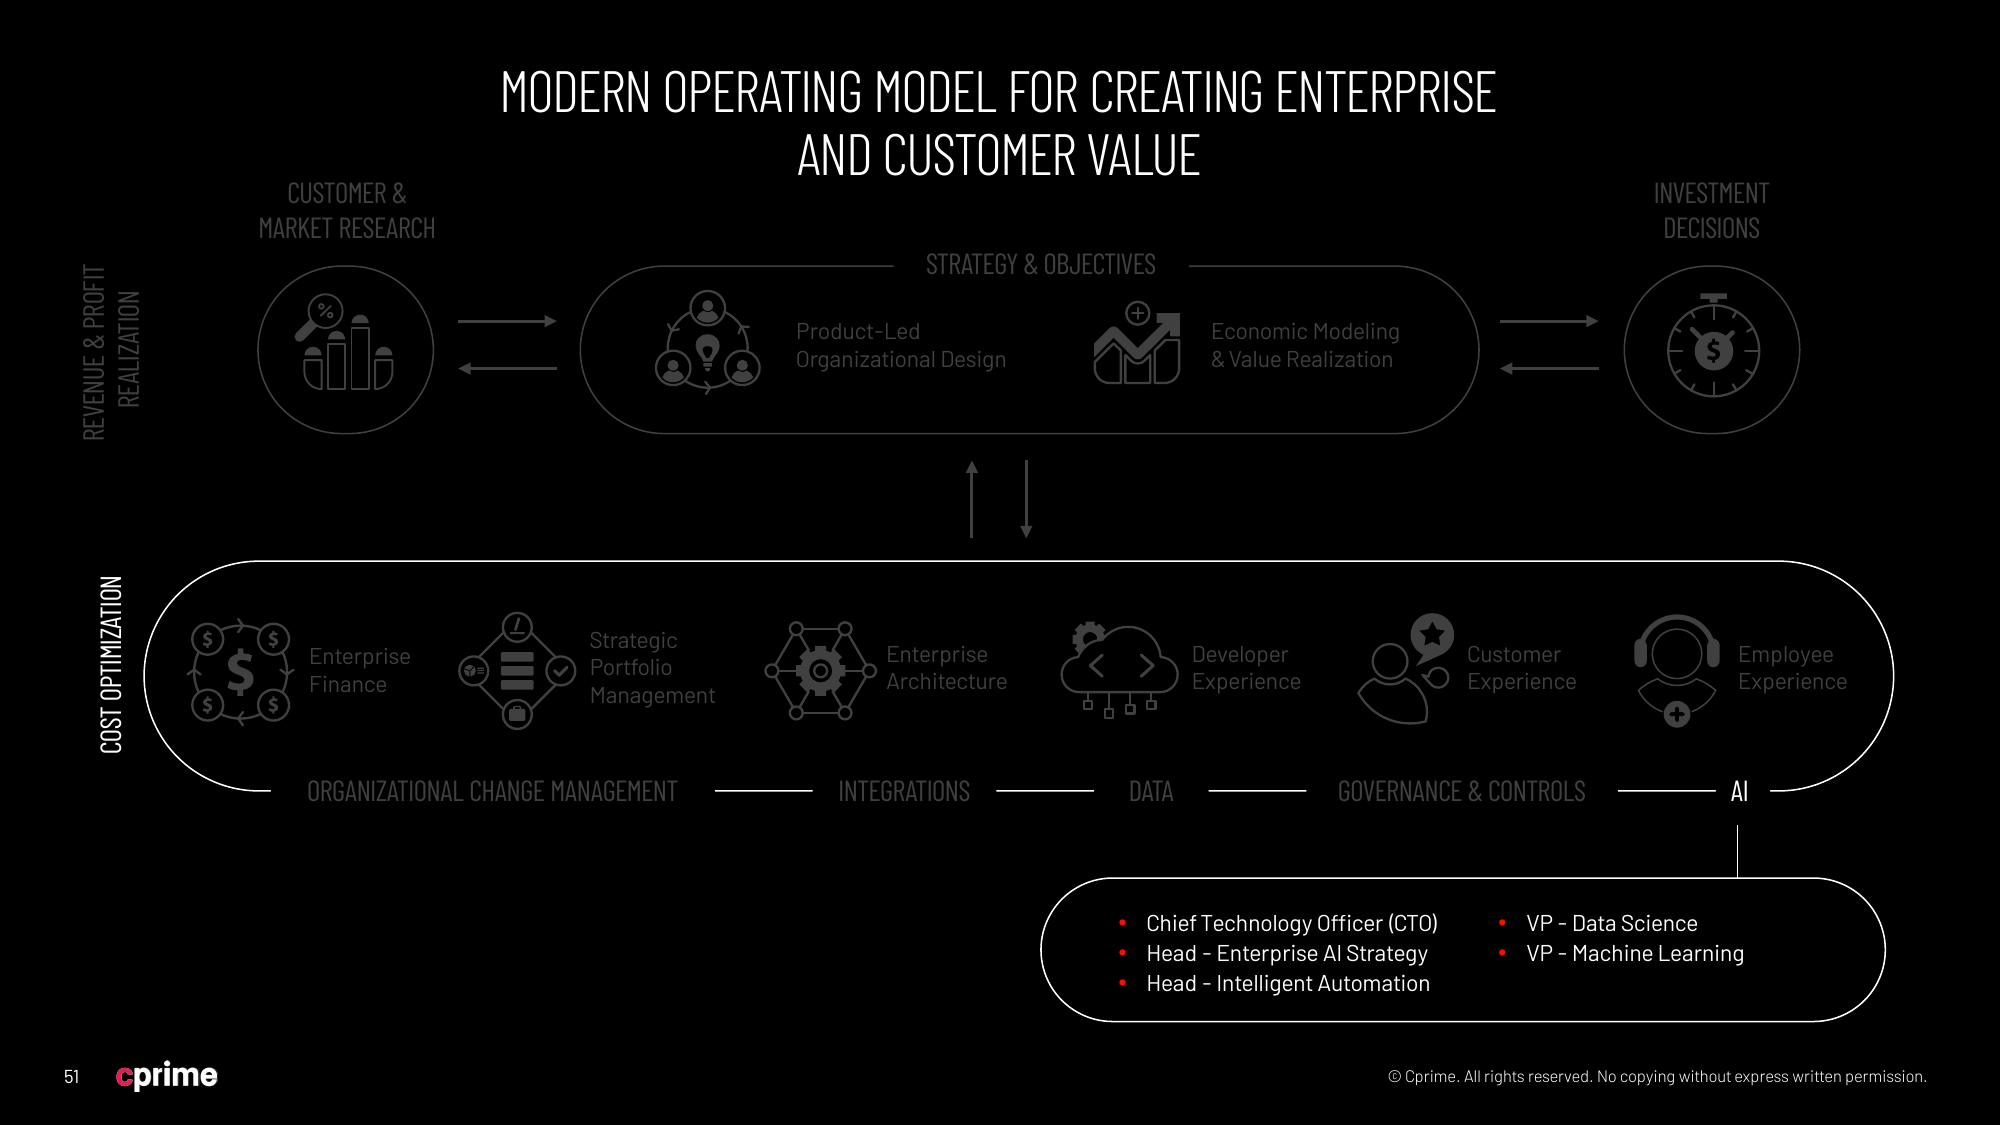 MODERN OPERATING MODEL FOR CREATING ENTERPRISE
AND CUSTOMER VALUE
CUSTOMER &
MARKET RESEARCH
INVESTMENT
DECISIONS
REVENUE & PROFIT
REALIZATION
STRATEGY & OBJECTIVES
%
Product-Led
Organizational Design
Economic Modeling
& Value Realization
$
COST OPTIMIZATION
$ $
$
$ $
Enterprise
Finance
Strategic
Portfolio
Management
Enterprise
Architecture
Developer
Experience
Customer
Experience
Employee
Experience
ORGANIZATIONAL CHANGE MANAGEMENT
INTEGRATIONS
DATA
GOVERNANCE & CONTROLS
AI
• Chief Technology Officer (CTO)
• Head - Enterprise AI Strategy
• Head - Intelligent Automation
• VP - Data Science
• VP - Machine Learning
51
cprime
© Cprime. All rights reserved. No copying without express written permission.